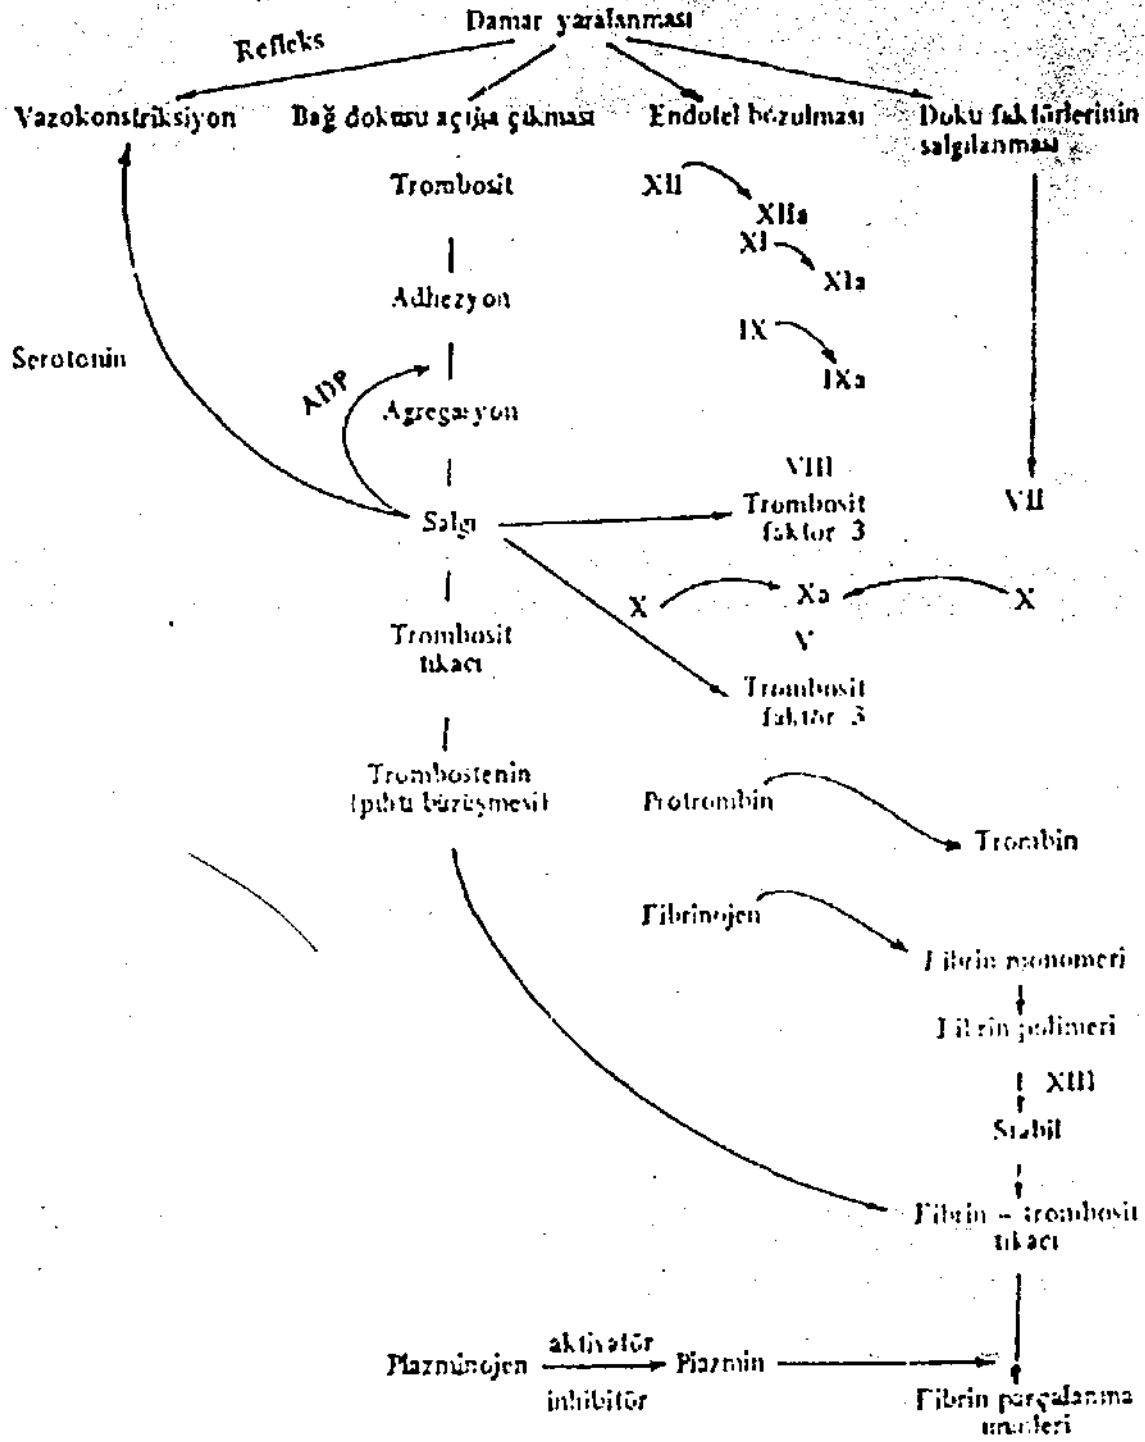 Damar yaralanması
Refleks
Vazokonstriksiyon
Bağ dokusu açığa çıkması
Endotel bozulması
Doku faktörlerinin
salgılanması
Trombosit
XII
XIIa
XI
XIa
Adhezyon
IX
IXa
Serotonin
ADP
Agregasyon
VIII
Trombosit
faktor 3
VII
Salgı
X
Xa
X
V
Trombosit
tıkacı
Trombosit
faktör 3
Trombostenin
(pıhtı büzüşmesi)
Protrombin
Trombin
Fibrinojen
Fibrin monomeri
Fibrin polimeri
XIII
Stabil
Fibrin – trombosit
tıkacı
Plazminojen
aktivatör
inhibitör
Plazmin
Fibrin parçalanma
ürünleri